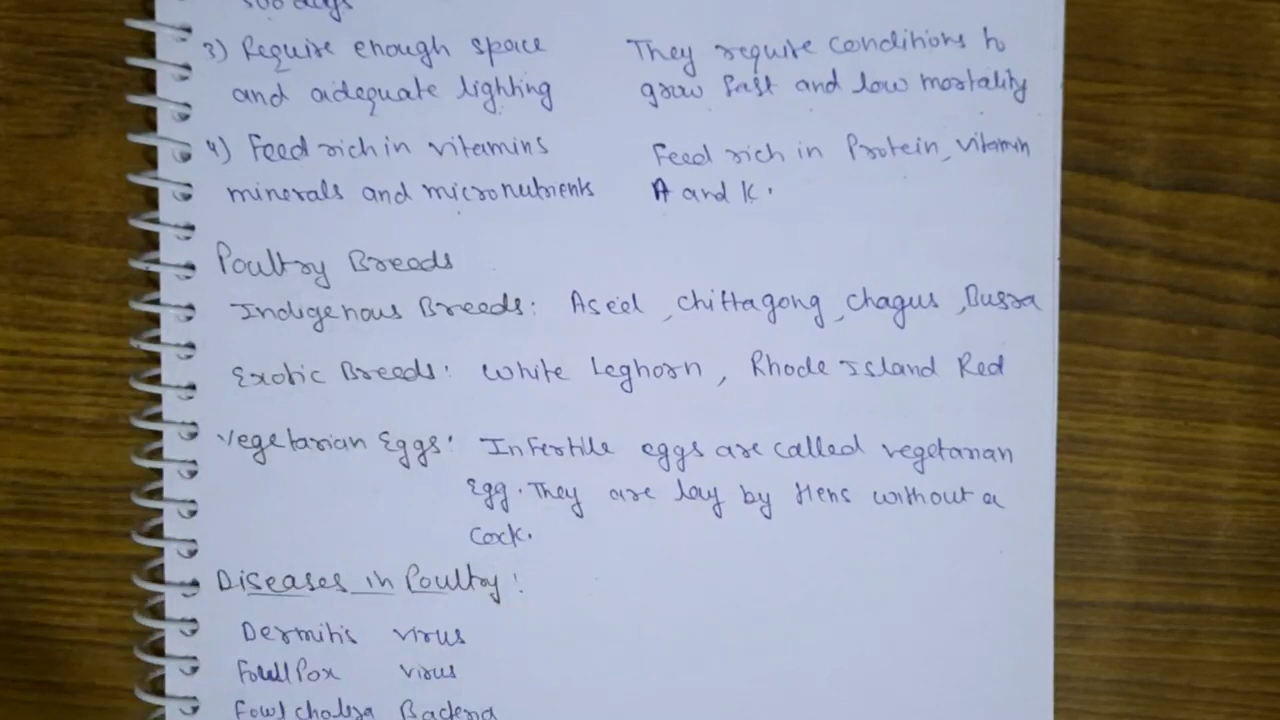 300 days
3) Require enough space They require conditions to
and adequate lighting grow fast and low mortality
4) Feed rich in vitamins Feed rich in Protein, vitamin
minerals and micronutrients A and K.
Poultry Breeds
Indigenous Breeds: Aseel, chittagong, chagus, Bussa
Exotic Breeds: White Leghorn, Rhode Island Red
Vegetarian Eggs: Infertile eggs are called vegetarian
Egg. They are lay by Hens without a
Cock.
Diseases in Poultry:
Dermitis virus
FowlPox virus
Fowl cholera Bacteria